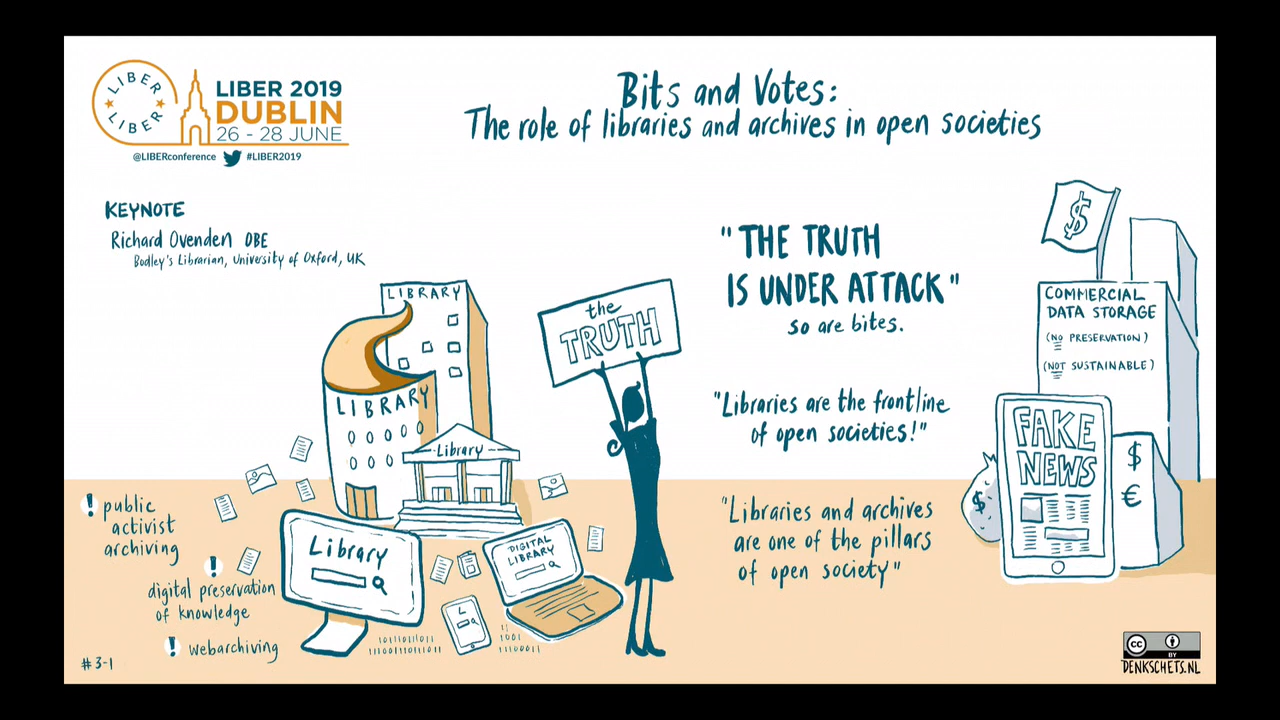 LIBER
LIBER
LIBER 2019
DUBLIN
26 - 28 JUNE
@LIBERconference #LIBER2019
Bits and Votes:
The role of libraries and archives in open societies
KEYNOTE
Richard Ovenden OBE
Bodley's Librarian, University of Oxford, UK
"THE TRUTH
IS UNDER ATTACK"
so are bites.
"Libraries are the frontline
of open societies!"
"Libraries and archives
are one of the pillars
of open society"
LIBRARY
LIBRARY
Library
the
TRUTH
$
COMMERCIAL
DATA STORAGE
(NO PRESERVATION)
(NOT SUSTAINABLE)
FAKE
NEWS
$
$
€
! public
activist
archiving
! digital preservation
of knowledge
! webarchiving
Library
DIGITAL
LIBRARY
L
#3-1
cc
BY
DENKSCHETS.NL